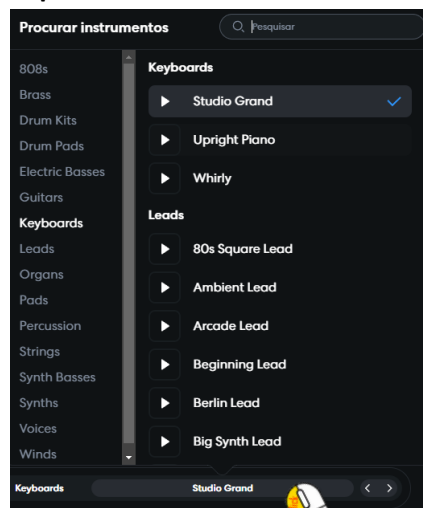 Procurar instrumentos
Pesquisar
808s
Brass
Drum Kits
Drum Pads
Electric Basses
Guitars
Keyboards
Leads
Organs
Pads
Percussion
Strings
Synth Basses
Synths
Voices
Winds
Keyboards
Studio Grand
Upright Piano
Whirly
Leads
80s Square Lead
Ambient Lead
Arcade Lead
Beginning Lead
Berlin Lead
Big Synth Lead
Keyboards
Studio Grand